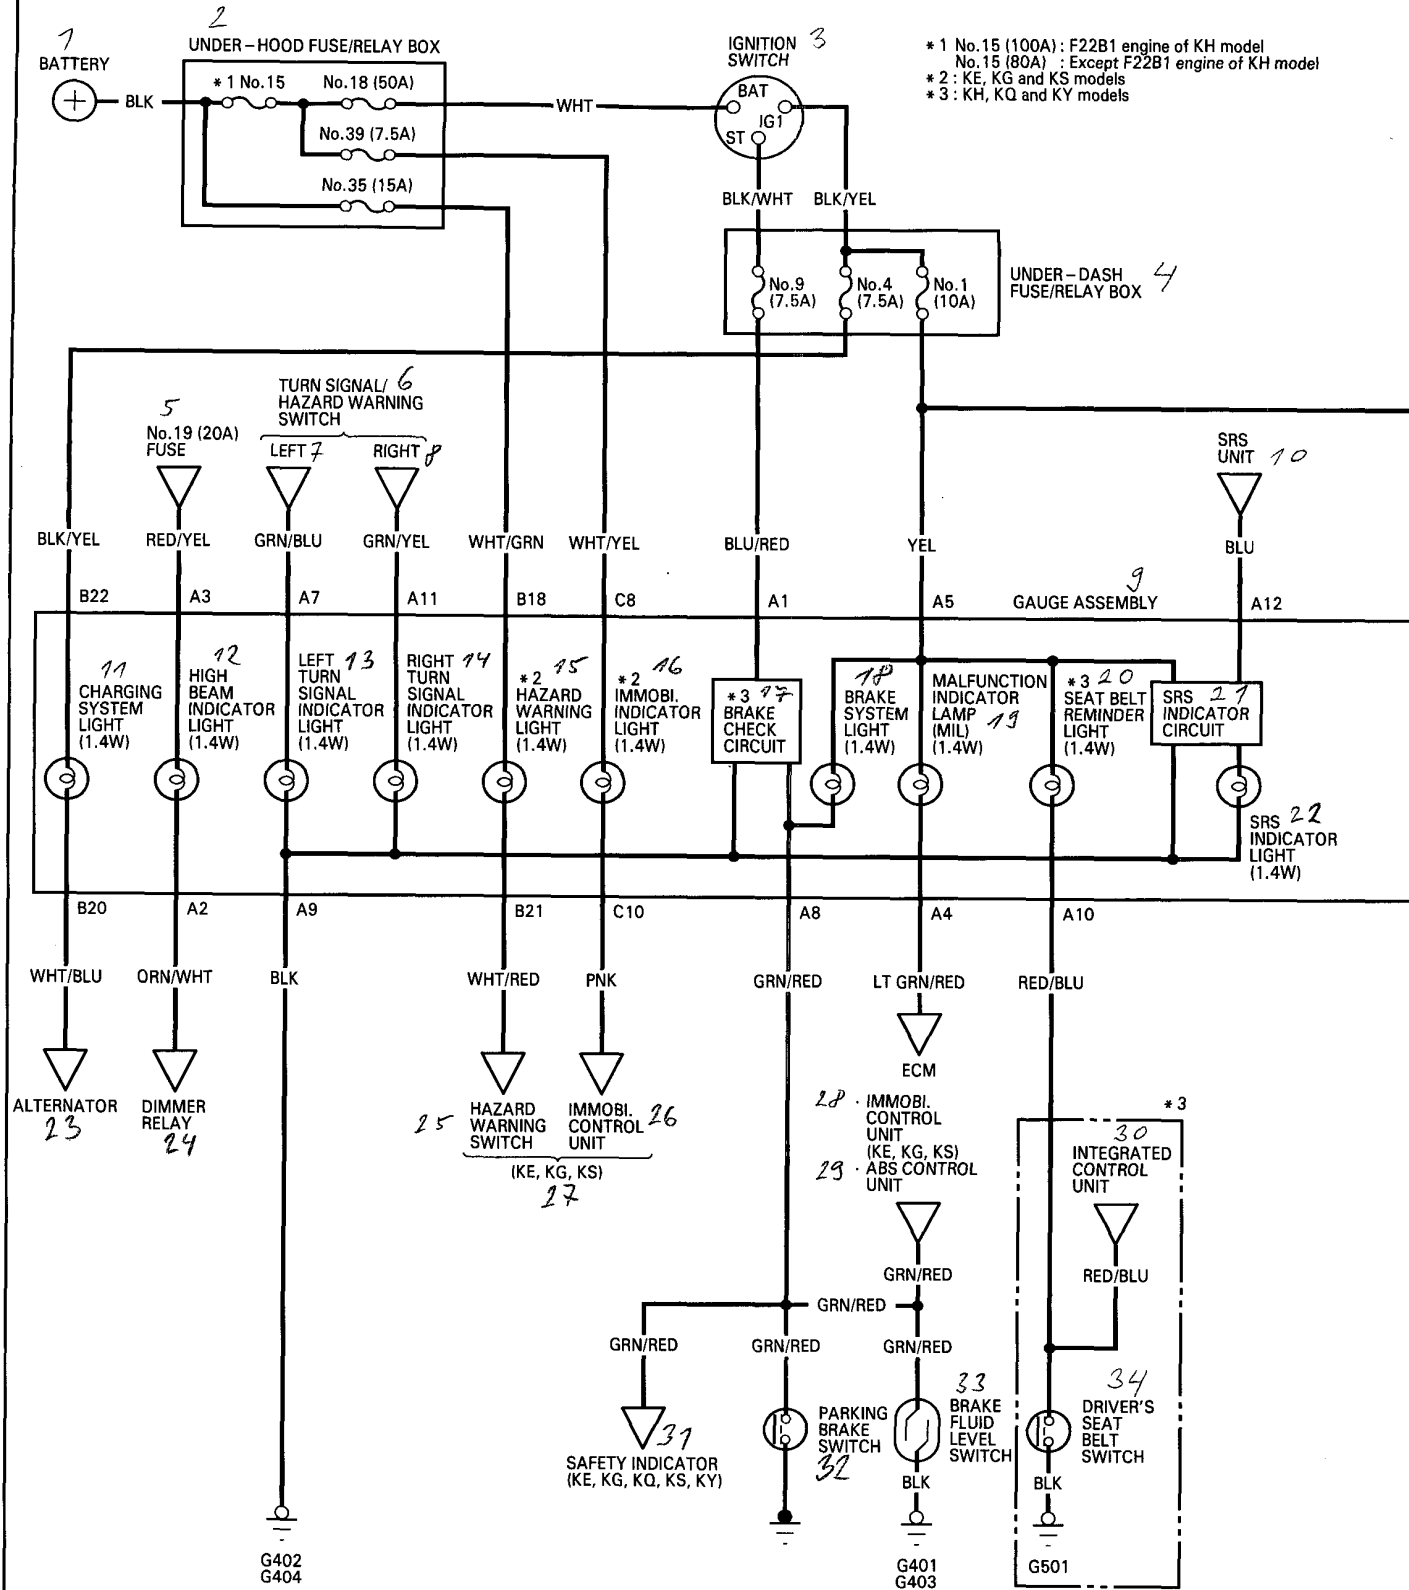 1
BATTERY
2
UNDER-HOOD FUSE/RELAY BOX
IGNITION 3
SWITCH
*1 No.15 (100A) : F22B1 engine of KH model
No.15 (80A) : Except F22B1 engine of KH model
*2 : KE, KG and KS models
*3 : KH, KQ and KY models
BLK
*1 No.15
No.18 (50A)
No.39 (7.5A)
No.35 (15A)
WHT
BAT
IG1
ST
BLK/WHT
BLK/YEL
No.9
(7.5A)
No.4
(7.5A)
No.1
(10A)
UNDER-DASH 4
FUSE/RELAY BOX
5
No.19 (20A)
FUSE
TURN SIGNAL/ 6
HAZARD WARNING
SWITCH
LEFT 7
RIGHT 8
SRS
UNIT 10
BLK/YEL
RED/YEL
GRN/BLU
GRN/YEL
WHT/GRN
WHT/YEL
BLU/RED
YEL
BLU
9
B22
A3
A7
A11
B18
C8
A1
A5
GAUGE ASSEMBLY
A12
11
CHARGING
SYSTEM
LIGHT
(1.4W)
12
HIGH
BEAM
INDICATOR
LIGHT
(1.4W)
LEFT 13
TURN
SIGNAL
INDICATOR
LIGHT
(1.4W)
RIGHT 14
TURN
SIGNAL
INDICATOR
LIGHT
(1.4W)
*2 15
HAZARD
WARNING
LIGHT
(1.4W)
16
*2
IMMOBI.
INDICATOR
LIGHT
(1.4W)
*3 17
BRAKE
CHECK
CIRCUIT
18
BRAKE
SYSTEM
LIGHT
(1.4W)
MALFUNCTION
INDICATOR
LAMP
(MIL) 19
(1.4W)
*3 20
SEAT BELT
REMINDER
LIGHT
(1.4W)
SRS 21
INDICATOR
CIRCUIT
SRS 22
INDICATOR
LIGHT
(1.4W)
B20
A2
A9
B21
C10
A8
A4
A10
WHT/BLU
ORN/WHT
BLK
WHT/RED
PNK
GRN/RED
LT GRN/RED
RED/BLU
ALTERNATOR
23
DIMMER
RELAY
24
25 HAZARD
WARNING
SWITCH
IMMOBI.
CONTROL 26
UNIT
(KE, KG, KS)
27
ECM
28 · IMMOBI.
CONTROL
UNIT
(KE, KG, KS)
29 · ABS CONTROL
UNIT
*3
30
INTEGRATED
CONTROL
UNIT
GRN/RED
RED/BLU
GRN/RED
GRN/RED
GRN/RED
GRN/RED
31
SAFETY INDICATOR
(KE, KG, KQ, KS, KY)
PARKING
BRAKE
SWITCH
32
33
BRAKE
FLUID
LEVEL
SWITCH
34
DRIVER'S
SEAT
BELT
SWITCH
BLK
BLK
G402
G404
G401
G403
G501